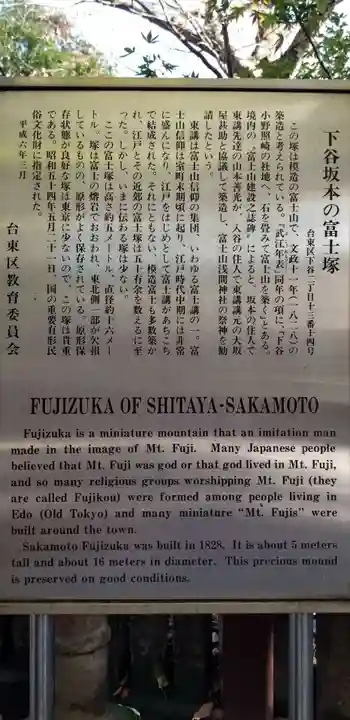 下谷坂本の富士塚
台東区下谷二丁目十三番十四号
この塚は模造の富士山で、文政十一年(一八二八)の
築造と考えられている。『武江年表』同年の項に、「下谷
小野照崎の社地へ、石を畳みて富士山を築く」とある。
境内の「富士山建設之誌碑」によると、坂本の住人で
東講先達の山本善光が、入谷の住人で東講講元の大坂
屋甚助と協議して築造し、富士山浅間神社の祭神を勧
請したという。
東講は富士山信仰の集団、いわゆる富士講の一。富
士山信仰は室町末期頃に起り、江戸時代中期には非常
に盛んになり、江戸をはじめとして富士講があちこち
で結成された。それにともない、模造富士も多数築か
れ、江戸とその近郊の富士塚は五十有余を数えるに至
った。しかし、いまに伝わる塚は少ない。
ここの富士塚は高さ約五メートル、直径約十六メー
トル。塚は富士の熔岩でおおわれ、東北側一部が欠損
しているものの、原形がよく保存されている。原形保
存状態が良好な塚は東京に少ないので、この塚は貴重
である。昭和五十四年五月二十一日、国の重要有形民
俗文化財に指定された。
平成六年三月
台東区教育委員会
FUJIZUKA OF SHITAYA-SAKAMOTO
Fujizuka is a miniature mountain that an imitation man
made in the image of Mt. Fuji. Many Japanese people
believed that Mt. Fuji was god or that god lived in Mt. Fuji,
and so many religious groups worshipping Mt. Fuji (they
are called Fujikou) were formed among people living in
Edo (Old Tokyo) and many miniature "Mt. Fujis" were
built around the town.
Sakamoto Fujizuka was built in 1828. It is about 5 meters
tall and about 16 meters in diameter. This precious mound
is preserved on good conditions.